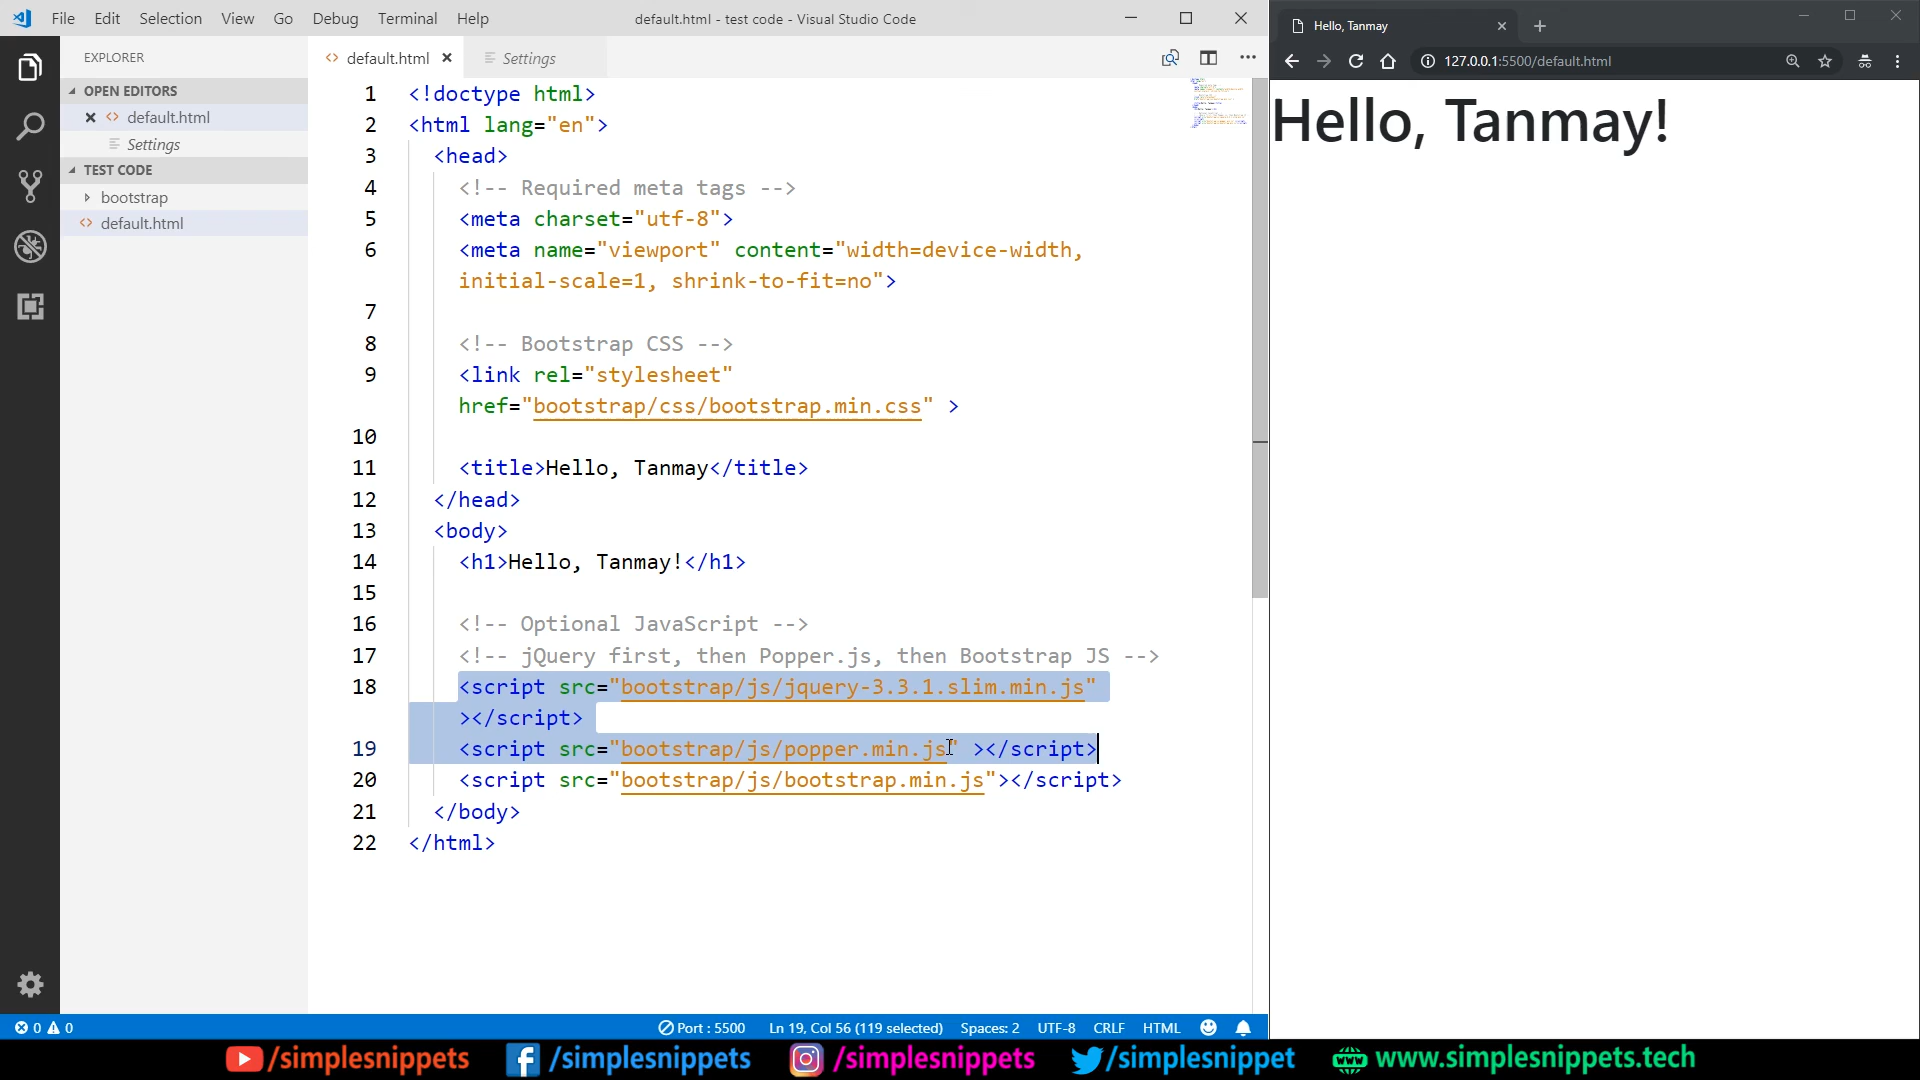 File Edit Selection View Go Debug Terminal Help default.html - test code - Visual Studio Code
EXPLORER
OPEN EDITORS
default.html
Settings
TEST CODE
bootstrap
default.html
default.html Settings
1 <!doctype html>
2 <html lang="en">
3 <head>
4 <!-- Required meta tags -->
5 <meta charset="utf-8">
6 <meta name="viewport" content="width=device-width,
initial-scale=1, shrink-to-fit=no">
7
8 <!-- Bootstrap CSS -->
9 <link rel="stylesheet"
href="bootstrap/css/bootstrap.min.css" >
10
11 <title>Hello, Tanmay</title>
12 </head>
13 <body>
14 <h1>Hello, Tanmay!</h1>
15
16 <!-- Optional JavaScript -->
17 <!-- jQuery first, then Popper.js, then Bootstrap JS -->
18 <script src="bootstrap/js/jquery-3.3.1.slim.min.js"
></script>
19 <script src="bootstrap/js/popper.min.js" ></script>
20 <script src="bootstrap/js/bootstrap.min.js"></script>
21 </body>
22 </html>
0 0 Port : 5500 Ln 19, Col 56 (119 selected) Spaces: 2 UTF-8 CRLF HTML
Hello, Tanmay
127.0.0.1:5500/default.html
Hello, Tanmay!
/simplesnippets /simplesnippets /simplesnippets /simplesnippet www.simplesnippets.tech